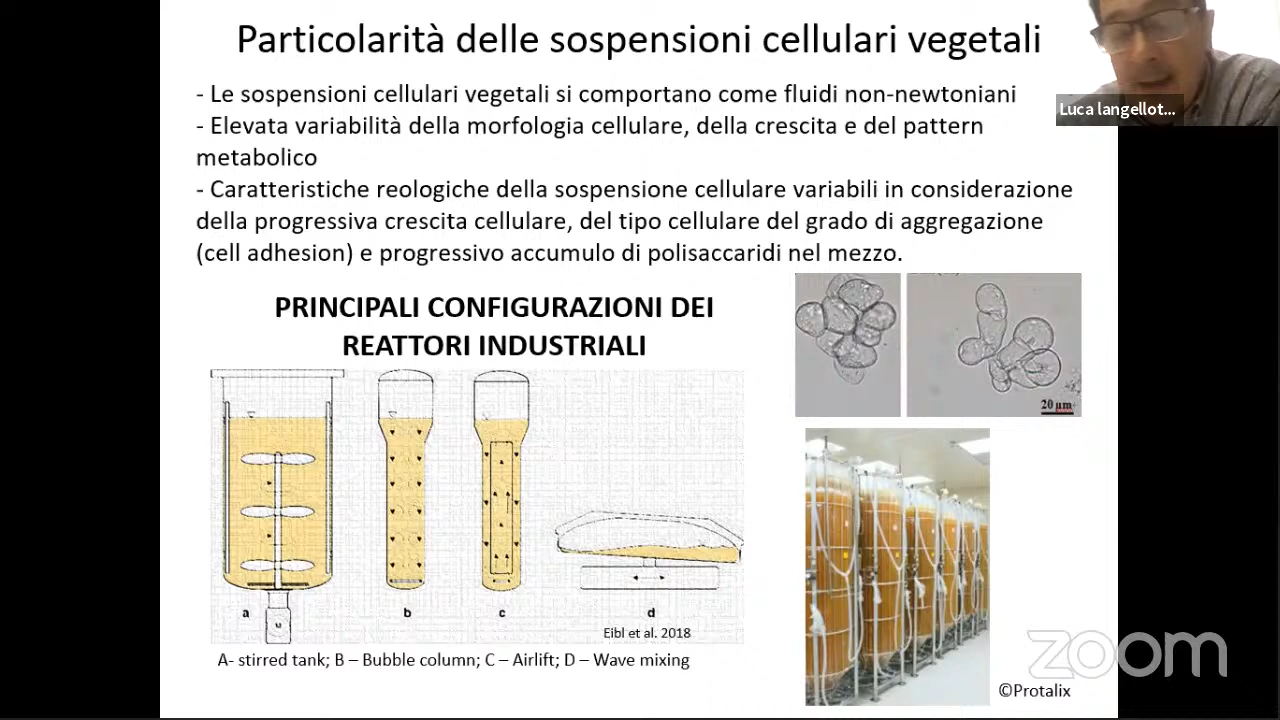 Particolarità delle sospensioni cellulari vegetali
- Le sospensioni cellulari vegetali si comportano come fluidi non-newtoniani
- Elevata variabilità della morfologia cellulare, della crescita e del pattern
metabolico
- Caratteristiche reologiche della sospensione cellulare variabili in considerazione
della progressiva crescita cellulare, del tipo cellulare del grado di aggregazione
(cell adhesion) e progressivo accumulo di polisaccaridi nel mezzo.
Luca langellot...
PRINCIPALI CONFIGURAZIONI DEI
REATTORI INDUSTRIALI
20 µm
a
b
c
d
Eibl et al. 2018
A- stirred tank; B – Bubble column; C – Airlift; D – Wave mixing
©Protalix
zoom